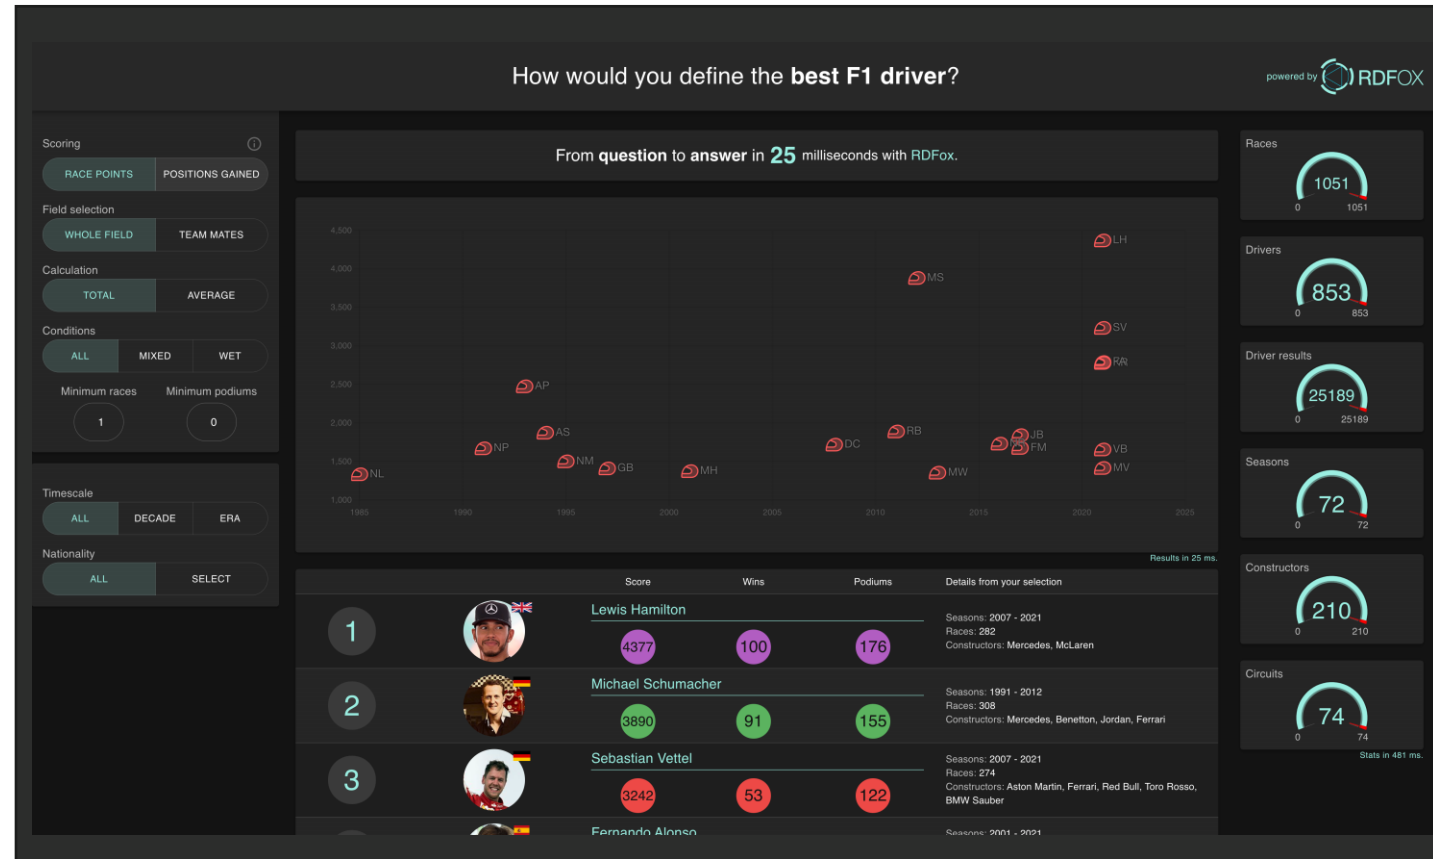 How would you define the best F1 driver?
powered by RDFOX
Scoring
RACE POINTS POSITIONS GAINED
Field selection
WHOLE FIELD TEAM MATES
Calculation
TOTAL AVERAGE
Conditions
ALL MIXED WET
Minimum races Minimum podiums
1 0
Timescale
ALL DECADE ERA
Nationality
ALL SELECT
From question to answer in 25 milliseconds with RDFox.
4,500
4,000
3,500
3,000
2,500
2,000
1,500
1,000
1985 1990 1995 2000 2005 2010 2015 2020 2025
LH
MS
SV
AP
AS
RB
JB
NP
DC
FM
VB
NM
GB
MH
MW
MV
NL
Results in 25 ms.
Score Wins Podiums Details from your selection
1
Lewis Hamilton
4377 100 176
Seasons: 2007 - 2021
Races: 282
Constructors: Mercedes, McLaren
2
Michael Schumacher
3890 91 155
Seasons: 1991 - 2012
Races: 308
Constructors: Mercedes, Benetton, Jordan, Ferrari
3
Sebastian Vettel
3242 53 122
Seasons: 2007 - 2021
Races: 274
Constructors: Aston Martin, Ferrari, Red Bull, Toro Rosso,
BMW Sauber
Fernando Alonso
Seasons: 2001 - 2021
Races
1051
0 1051
Drivers
853
0 853
Driver results
25189
0 25189
Seasons
72
0 72
Constructors
210
0 210
Circuits
74
0 74
Stats in 481 ms.